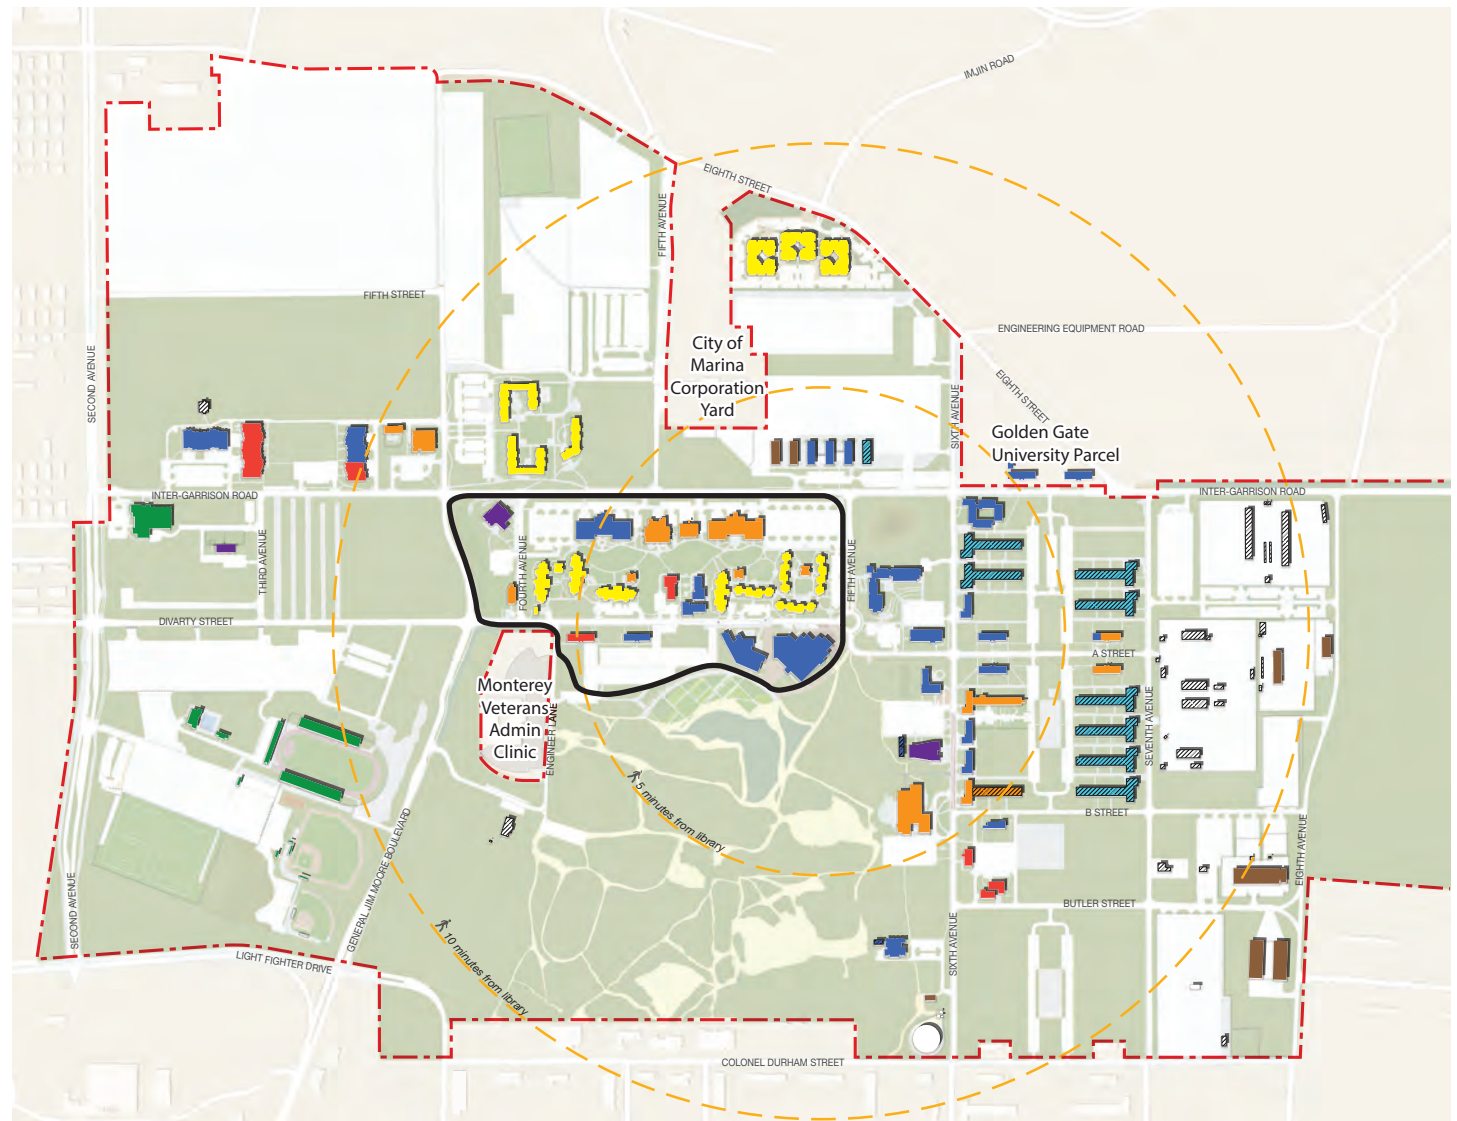 IMJIN ROAD
EIGHTH STREET
FIFTH AVENUE
FIFTH STREET
ENGINEERING EQUIPMENT ROAD
SECOND AVENUE
City of
Marina
Corporation
Yard
EIGHTH STREET
SIXTH AVENUE
Golden Gate
University Parcel
INTER-GARRISON ROAD
INTER-GARRISON ROAD
THIRD AVENUE
FOURTH AVENUE
FIFTH AVENUE
DIVARTY STREET
A STREET
Monterey
Veterans
Admin
Clinic
ENGINEER LANE
SEVENTH AVENUE
5 minutes from library
B STREET
GENERAL JIM MOORE BOULEVARD
EIGHTH AVENUE
SECOND AVENUE
BUTLER STREET
10 minutes from library
SIXTH AVENUE
LIGHT FIGHTER DRIVE
COLONEL DURHAM STREET